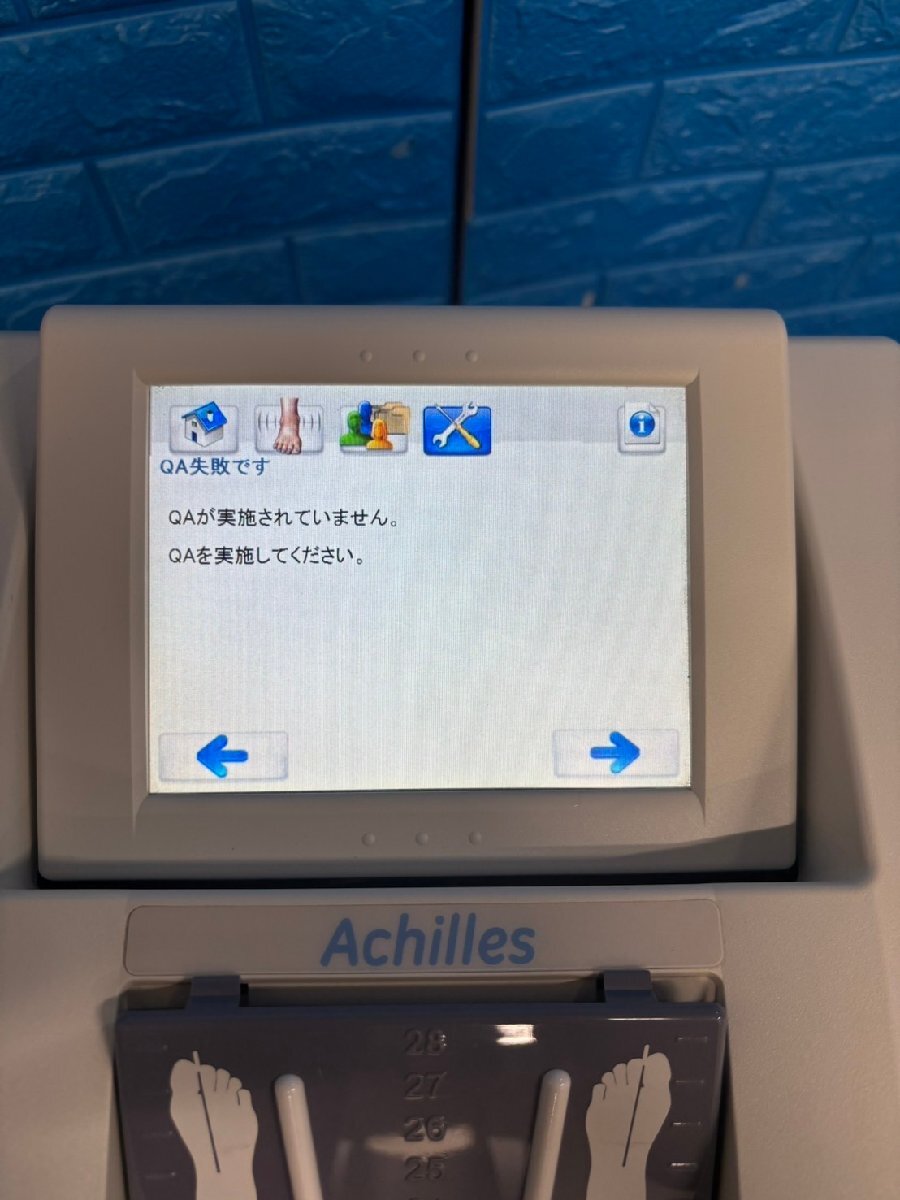 QA失敗です
QAが実施されていません。
QAを実施してください。
Achilles
28
27
26
25